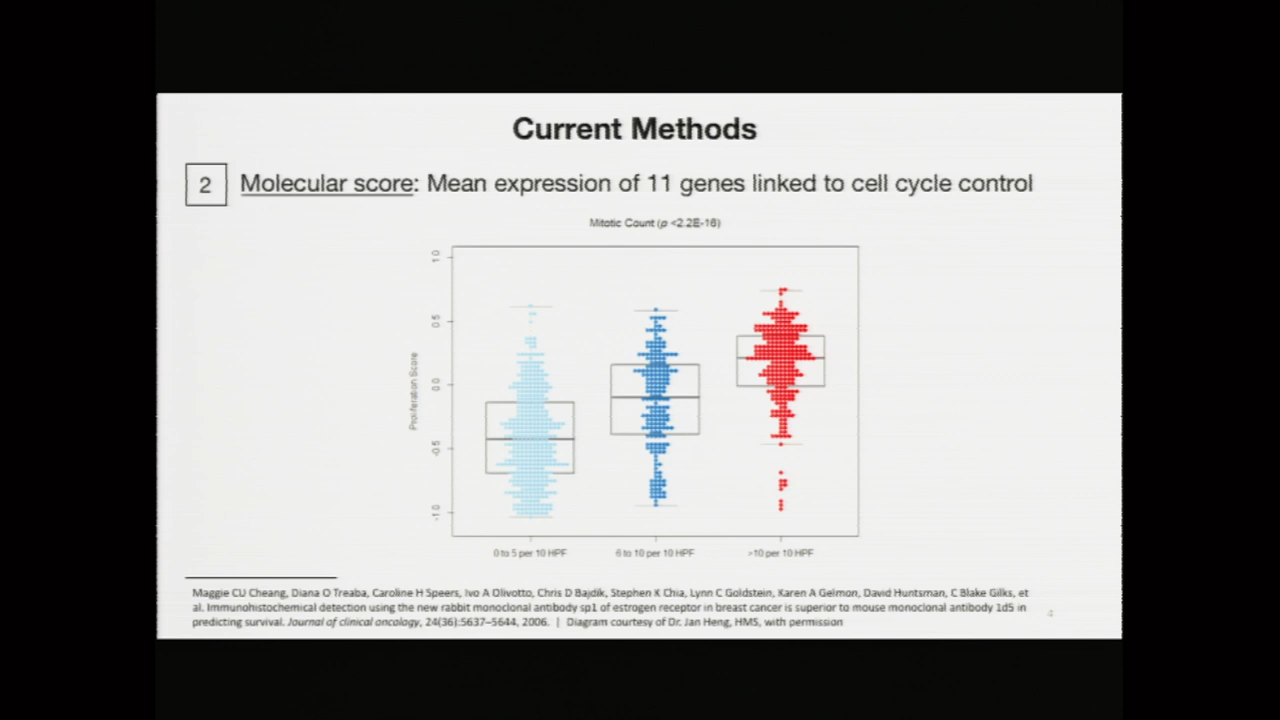 Current Methods
2
Molecular score: Mean expression of 11 genes linked to cell cycle control
Mitotic Count (p <2.2E-16)
1.0
0.5
0.0
-0.5
-1.0
Proliferation Score
0 to 5 per 10 HPF
6 to 10 per 10 HPF
>10 per 10 HPF
Maggie CU Cheang, Diana O Treaba, Caroline H Speers, Ivo A Olivotto, Chris D Bajdik, Stephen K Chia, Lynn C Goldstein, Karen A Gelmon, David Huntsman, C Blake Gilks, et
al. Immunohistochemical detection using the new rabbit monoclonal antibody sp1 of estrogen receptor in breast cancer is superior to mouse monoclonal antibody 1d5 in
predicting survival. Journal of clinical oncology, 24(36):5637–5644, 2006. | Diagram courtesy of Dr. Jan Heng, HMS, with permission
4